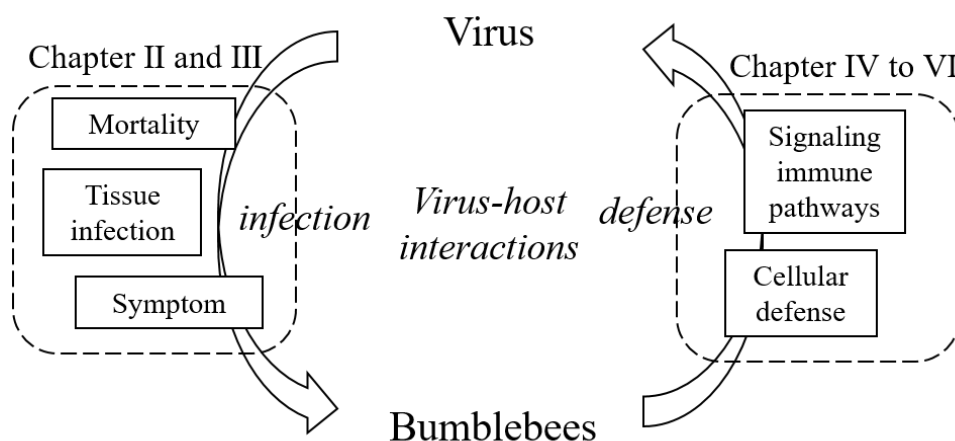 Virus
Chapter II and III
Chapter IV to VI
Mortality
Tissue
infection
Symptom
infection
Virus-host
interactions
defense
Signaling
immune
pathways
Cellular
defense
Bumblebees